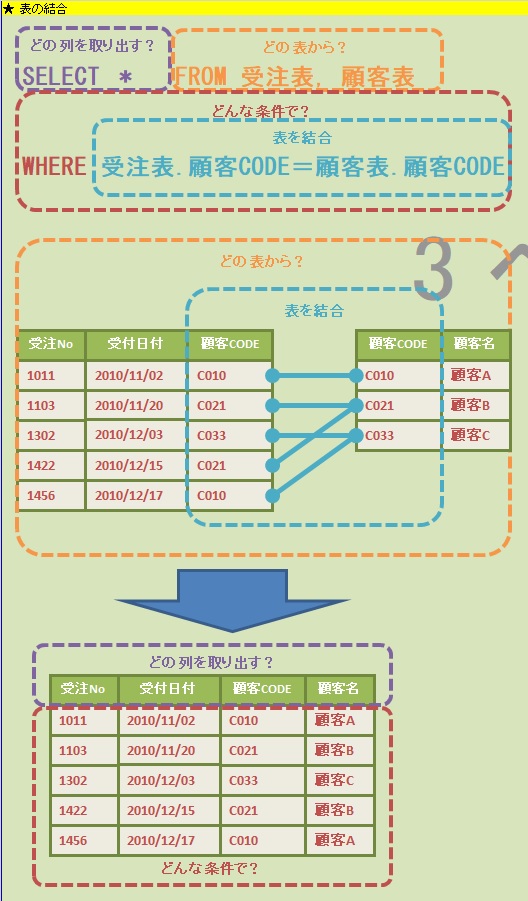 ★ 表の結合
どの列を取り出す？
どの表から？
SELECT *
FROM 受注表, 顧客表
どんな条件で？
表を結合
WHERE 受注表.顧客CODE＝顧客表.顧客CODE
どの表から？
3 ペ
表を結合
受注No 受付日付 顧客CODE 顧客CODE 顧客名
1011 2010/11/02 C010 C010 顧客A
1103 2010/11/20 C021 C021 顧客B
1302 2010/12/03 C033 C033 顧客C
1422 2010/12/15 C021
1456 2010/12/17 C010
どの列を取り出す？
受注No 受付日付 顧客CODE 顧客名
1011 2010/11/02 C010 顧客A
1103 2010/11/20 C021 顧客B
1302 2010/12/03 C033 顧客C
1422 2010/12/15 C021 顧客B
1456 2010/12/17 C010 顧客A
どんな条件で？